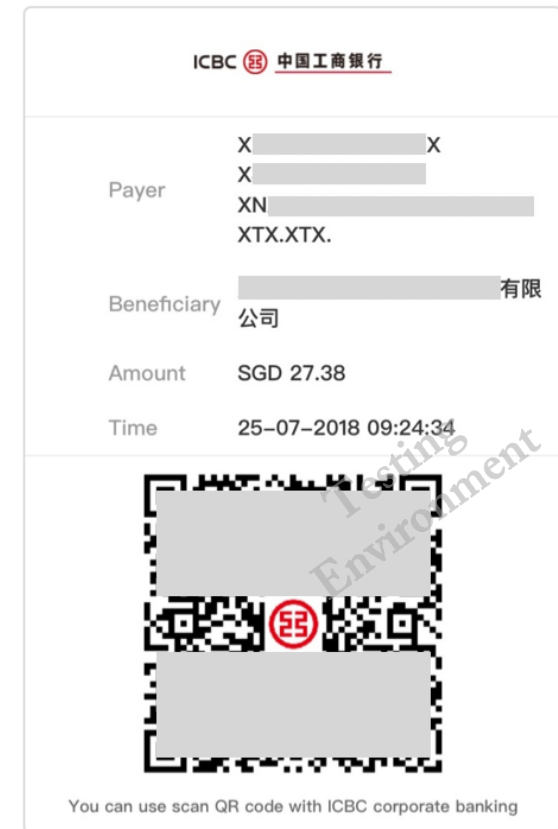 ICBC 中国工商银行
Payer
X X
X
XN
XTX.XTX.
Beneficiary
有限
公司
Amount SGD 27.38
Time 25-07-2018 09:24:34
Testing
Environment
You can use scan QR code with ICBC corporate banking